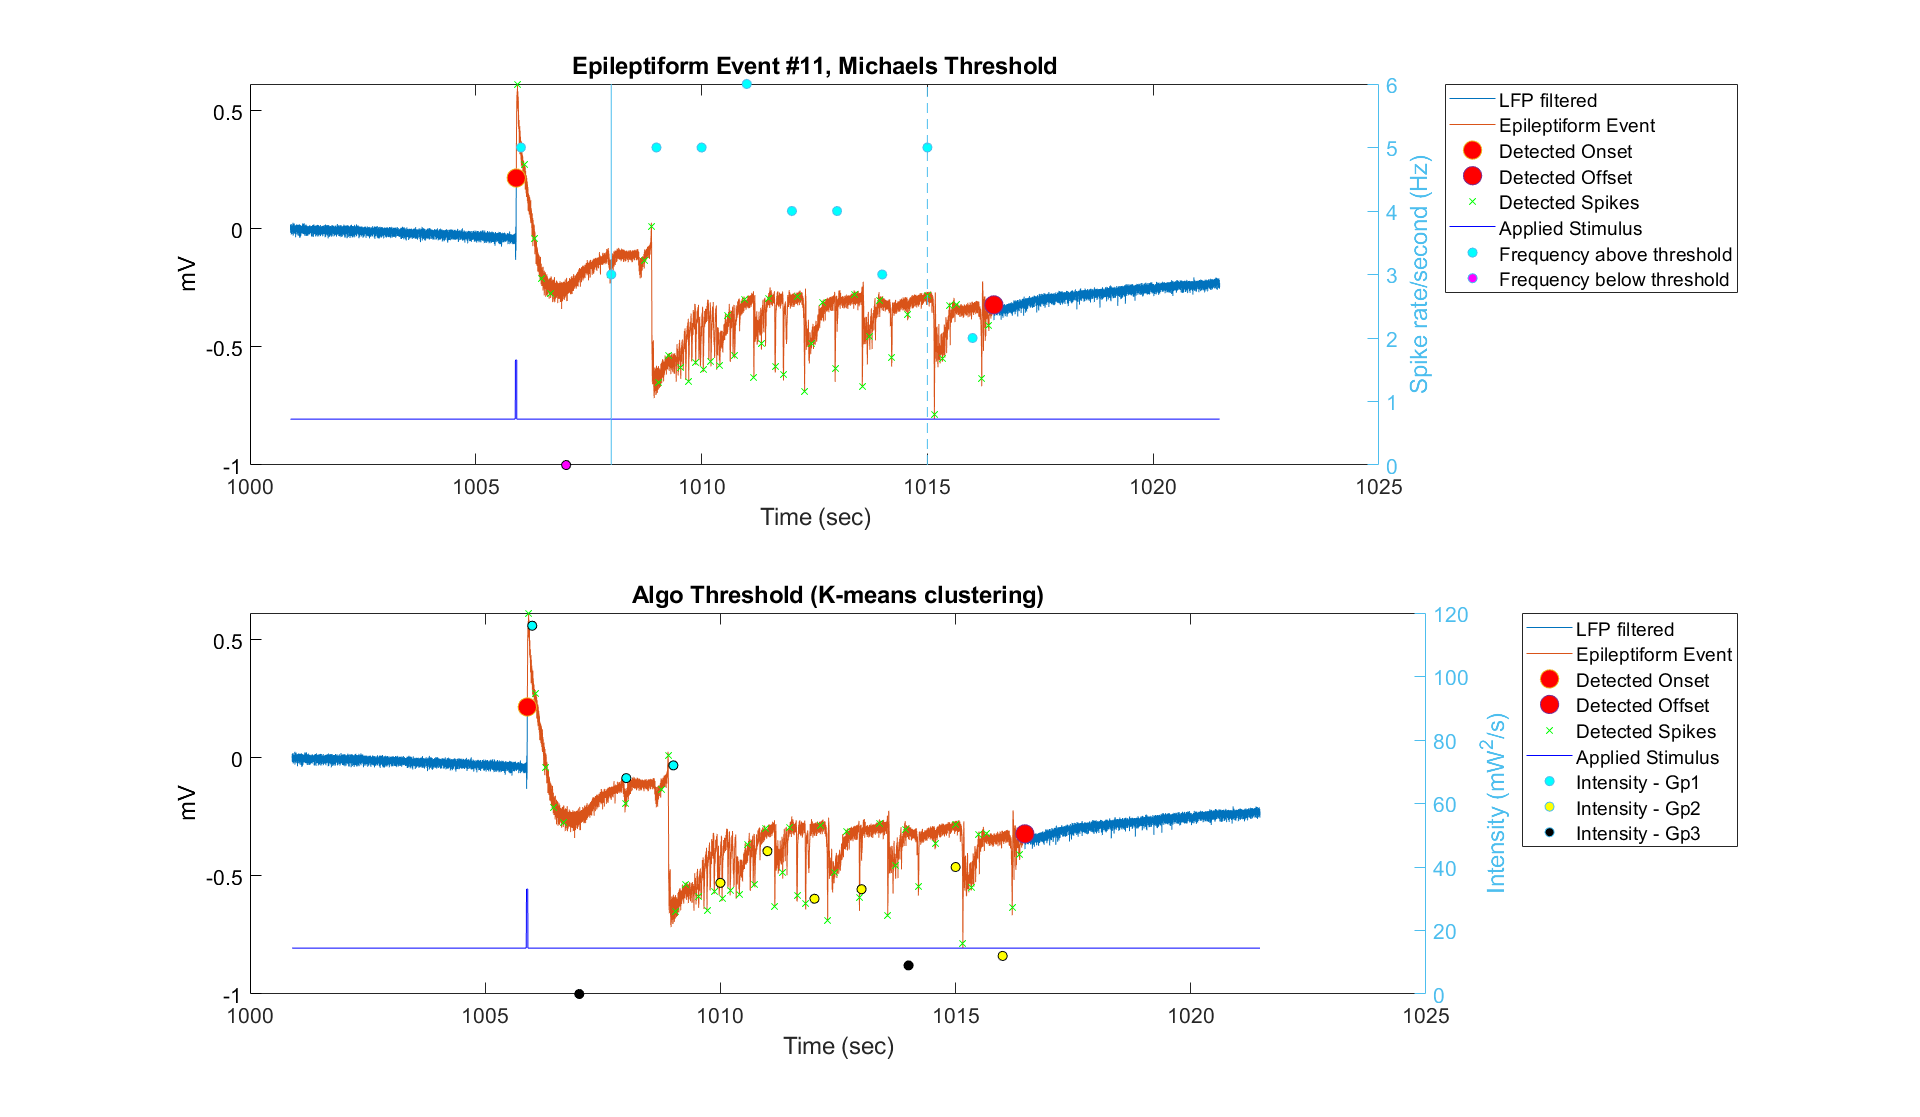 Epileptiform Event #11, Michaels Threshold
0.5
0
-0.5
-1
mV
1000 1005 1010 1015 1020 1025
Time (sec)
6
5
4
3
2
1
0
Spike rate/second (Hz)
LFP filtered
Epileptiform Event
Detected Onset
Detected Offset
Detected Spikes
Applied Stimulus
Frequency above threshold
Frequency below threshold
Algo Threshold (K-means clustering)
0.5
0
-0.5
-1
mV
1000 1005 1010 1015 1020 1025
Time (sec)
120
100
80
60
40
20
0
Intensity (mW²/s)
LFP filtered
Epileptiform Event
Detected Onset
Detected Offset
Detected Spikes
Applied Stimulus
Intensity - Gp1
Intensity - Gp2
Intensity - Gp3